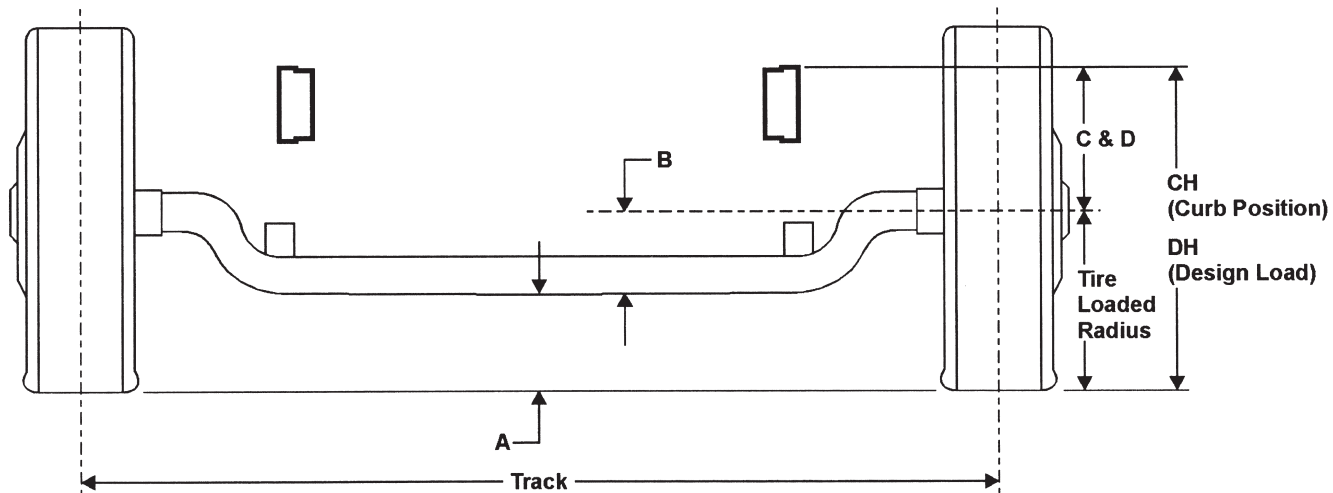 B
C & D
CH
(Curb Position)
DH
(Design Load)
Tire
Loaded
Radius
A
Track